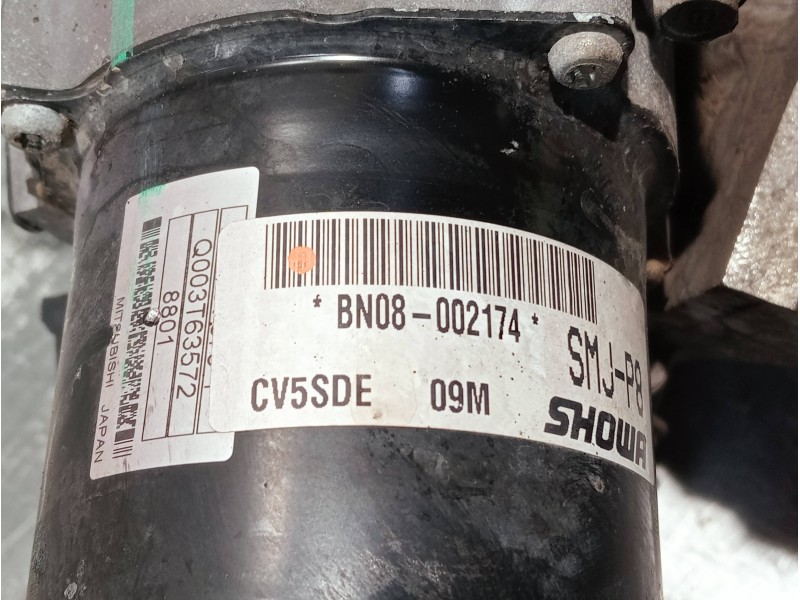 * BN08-002174 *
SMJ-P8
CV5SDE 09M
SHOWA
Q003T63572
8801
MITSUBISHI JAPAN